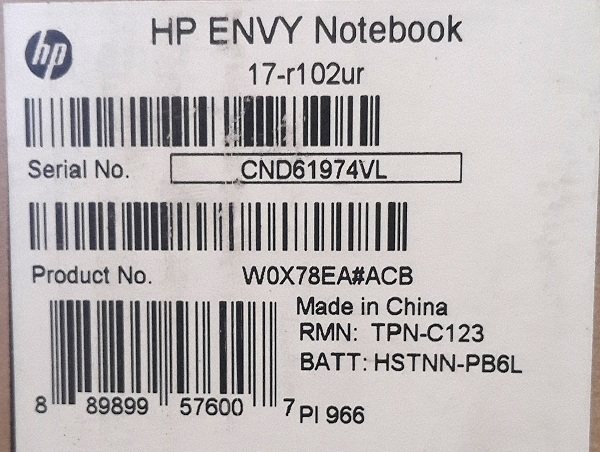 hp
HP ENVY Notebook
17-r102ur
Serial No. CND61974VL
Product No. W0X78EA#ACB
Made in China
RMN: TPN-C123
BATT: HSTNN-PB6L
8 89899 57600 7 PI 966